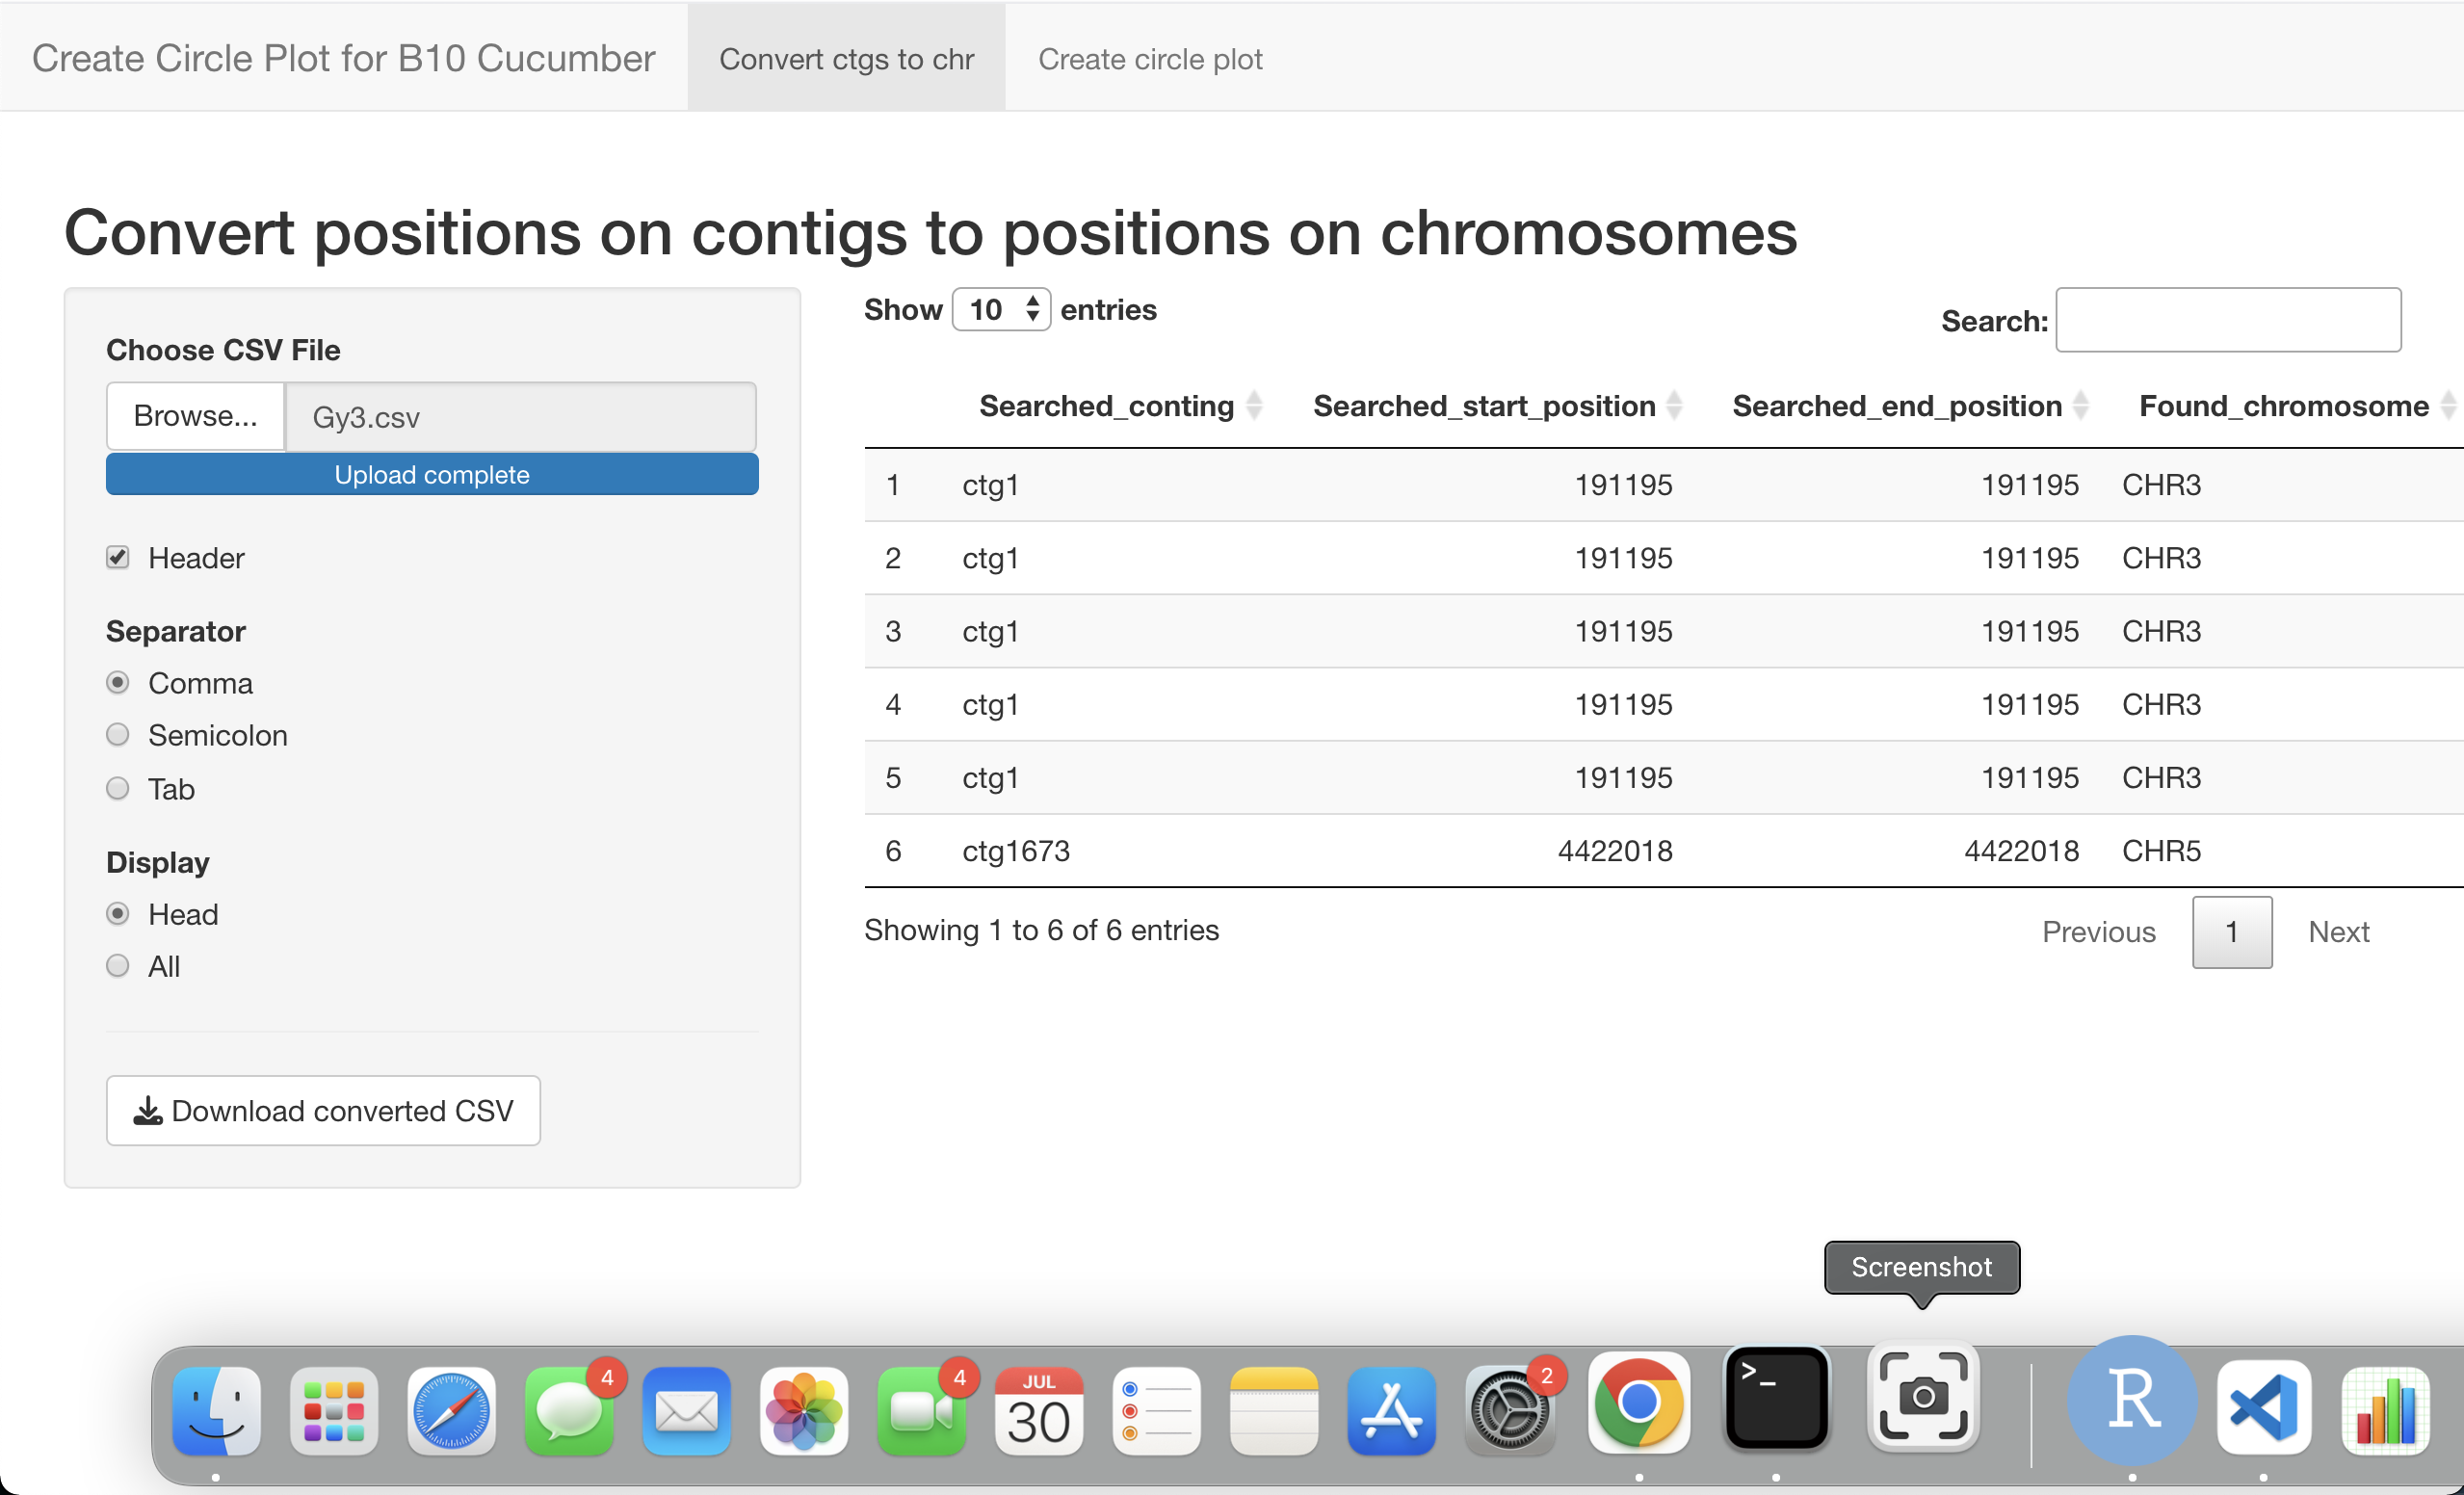 Create Circle Plot for B10 Cucumber Convert ctgs to chr Create circle plot
Convert positions on contigs to positions on chromosomes
Choose CSV File
Browse... Gy3.csv
Upload complete
Header
Separator
Comma
Semicolon
Tab
Display
Head
All
Download converted CSV
Show 10 entries
Search:
Searched_conting Searched_start_position Searched_end_position Found_chromosome
1 ctg1 191195 191195 CHR3
2 ctg1 191195 191195 CHR3
3 ctg1 191195 191195 CHR3
4 ctg1 191195 191195 CHR3
5 ctg1 191195 191195 CHR3
6 ctg1673 4422018 4422018 CHR5
Showing 1 to 6 of 6 entries
Previous 1 Next
Screenshot
4
4
JUL
30
2
>_
R